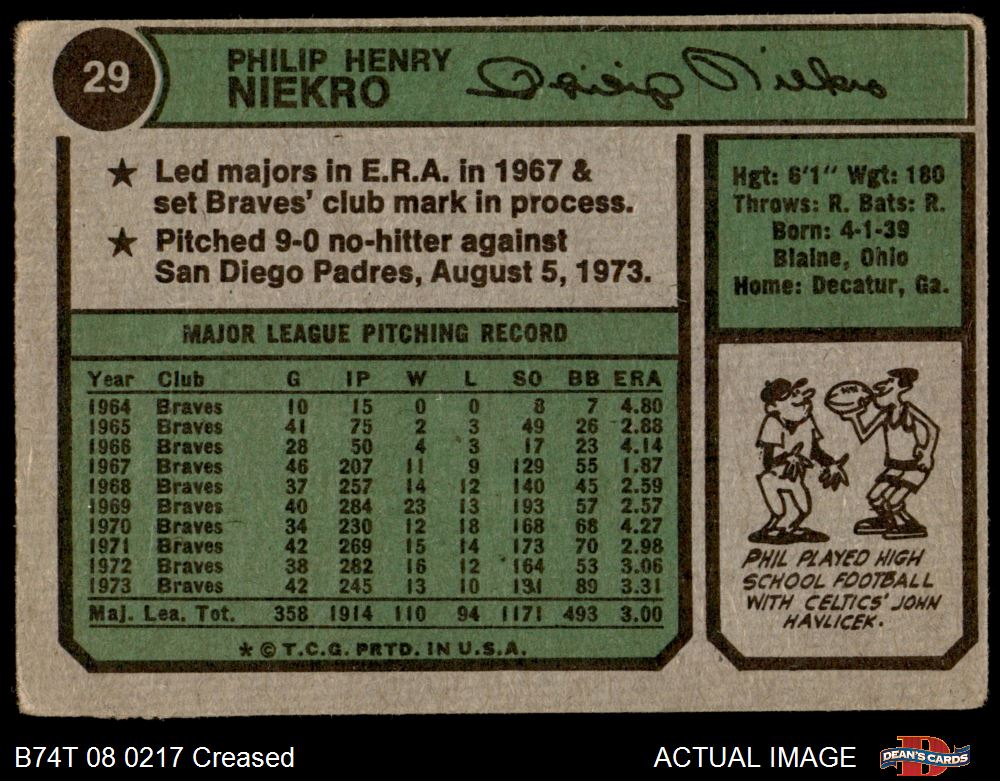 29
PHILIP HENRY
NIEKRO
★ Led majors in E.R.A. in 1967 &
set Braves' club mark in process.
★ Pitched 9-0 no-hitter against
San Diego Padres, August 5, 1973.
Hgt: 6'1" Wgt: 180
Throws: R. Bats: R.
Born: 4-1-39
Blaine, Ohio
Home: Decatur, Ga.
MAJOR LEAGUE PITCHING RECORD
Year Club G IP W L SO BB ERA
1964 Braves 10 15 0 0 8 7 4.80
1965 Braves 41 75 2 3 49 26 2.88
1966 Braves 28 50 4 3 17 23 4.14
1967 Braves 46 207 11 9 129 55 1.87
1968 Braves 37 257 14 12 140 45 2.59
1969 Braves 40 284 23 13 193 57 2.57
1970 Braves 34 230 12 18 168 68 4.27
1971 Braves 42 269 15 14 173 70 2.98
1972 Braves 38 282 16 12 164 53 3.06
1973 Braves 42 245 13 10 131 89 3.31
Maj. Lea. Tot. 358 1914 110 94 1171 493 3.00
★ © T.C.G. PRTD. IN U.S.A.
PHIL PLAYED HIGH
SCHOOL FOOTBALL
WITH CELTICS' JOHN
HAVLICEK.
B74T 08 0217 Creased
ACTUAL IMAGE
DEAN'S CARDS